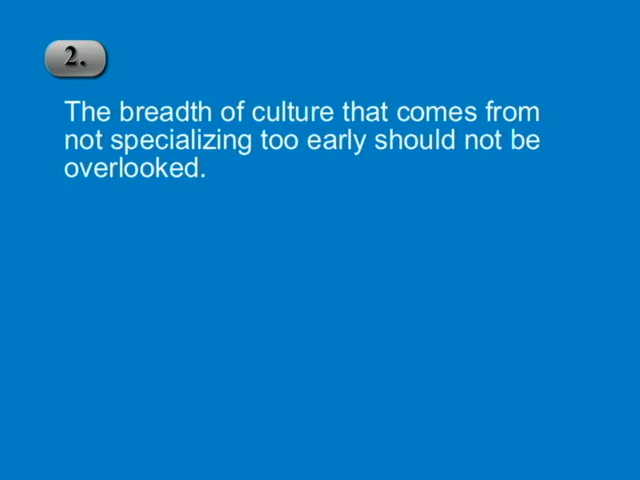 2.
The breadth of culture that comes from
not specializing too early should not be
overlooked.